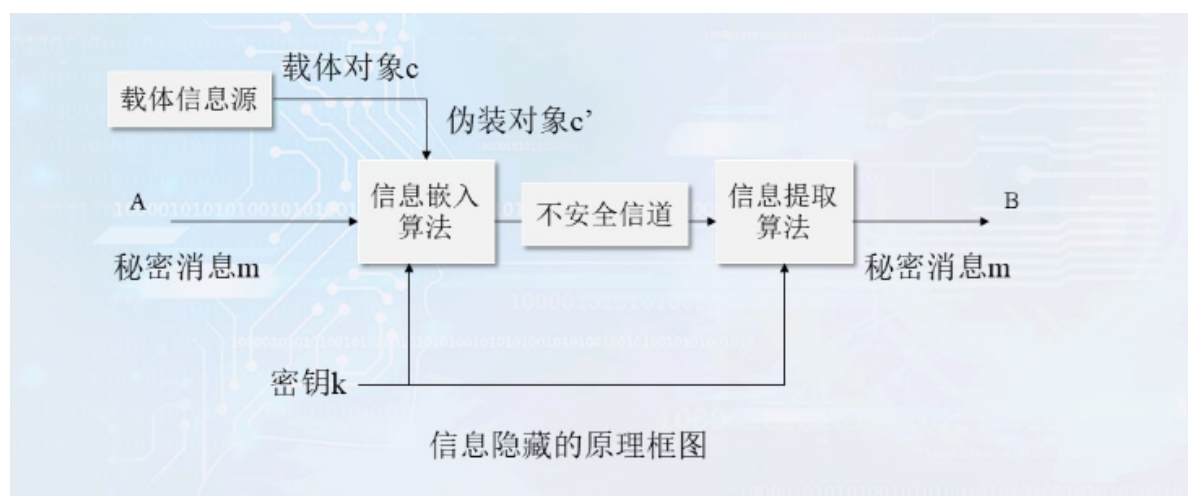 载体对象c
载体信息源
伪装对象c’
A
信息嵌入
算法
不安全信道
信息提取
算法
B
秘密消息m
秘密消息m
密钥k
信息隐藏的原理框图